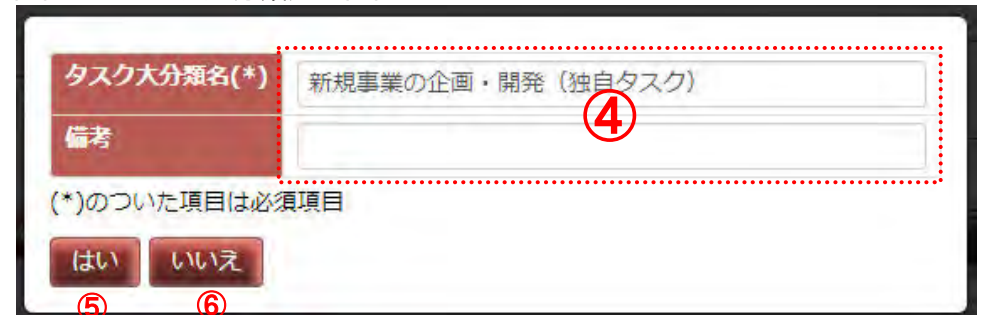 タスク大分類名(*) 新規事業の企画・開発（独自タスク）
④
備考
(*)のついた項目は必須項目
はい いいえ
⑤ ⑥